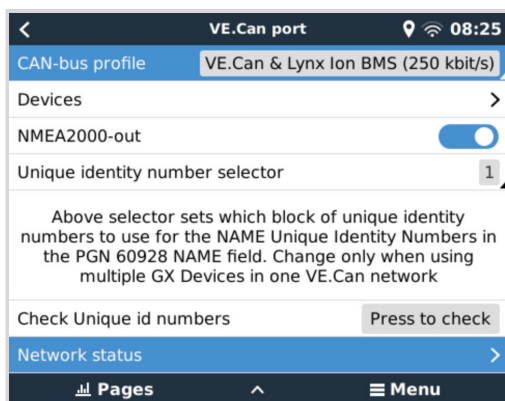 VE.Can port 08:25
CAN-bus profile VE.Can & Lynx Ion BMS (250 kbit/s)
Devices
NMEA2000-out
Unique identity number selector 1
Above selector sets which block of unique identity
numbers to use for the NAME Unique Identity Numbers in
the PGN 60928 NAME field. Change only when using
multiple GX Devices in one VE.Can network
Check Unique id numbers Press to check
Network status
Pages Menu